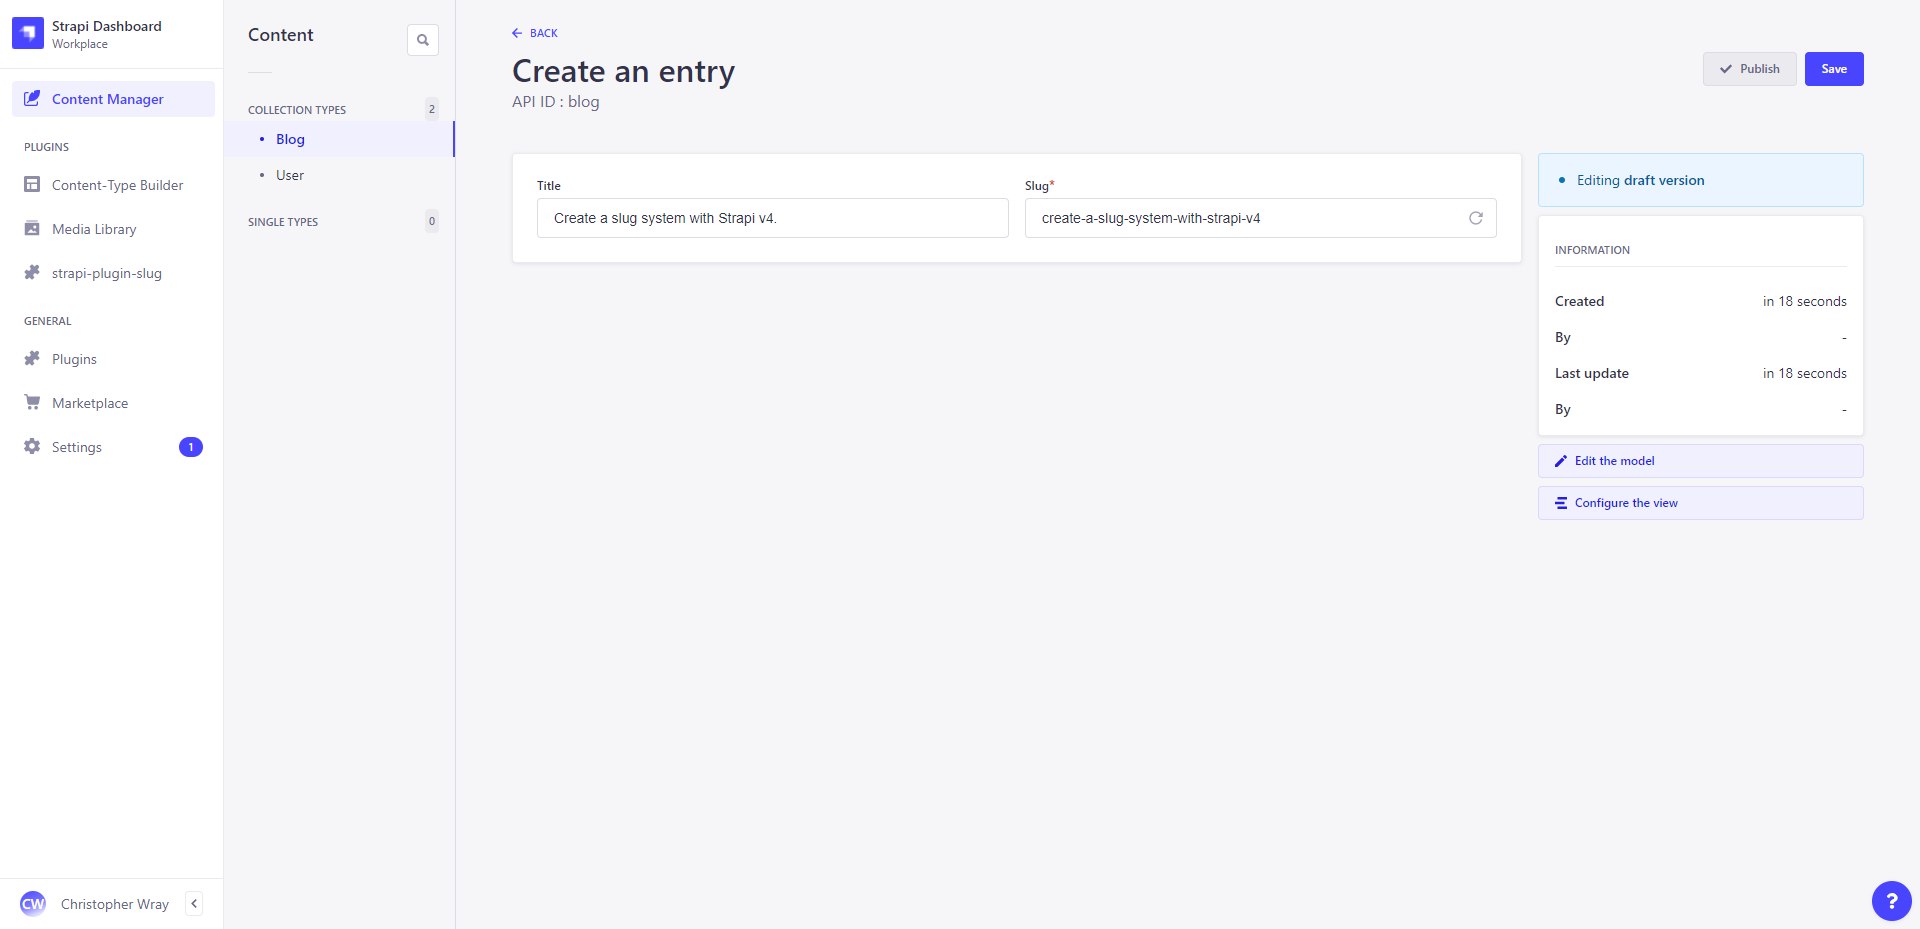 Strapi Dashboard
Workplace
Content Manager
PLUGINS
Content-Type Builder
Media Library
strapi-plugin-slug
GENERAL
Plugins
Marketplace
Settings
1
CW
Christopher Wray
Content
COLLECTION TYPES
2
Blog
User
SINGLE TYPES
0
BACK
Create an entry
API ID : blog
Publish
Save
Title
Create a slug system with Strapi v4.
Slug*
create-a-slug-system-with-strapi-v4
Editing draft version
INFORMATION
Created
in 18 seconds
By
-
Last update
in 18 seconds
By
-
Edit the model
Configure the view
?